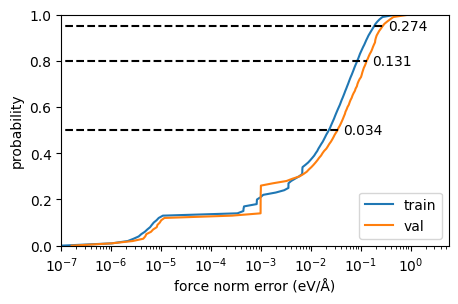 1.0
0.8
0.6
0.4
0.2
0.0
probability
0.274
0.131
0.034
train
val
10⁻⁷ 10⁻⁶ 10⁻⁵ 10⁻⁴ 10⁻³ 10⁻² 10⁻¹ 10⁰
force norm error (eV/Å)